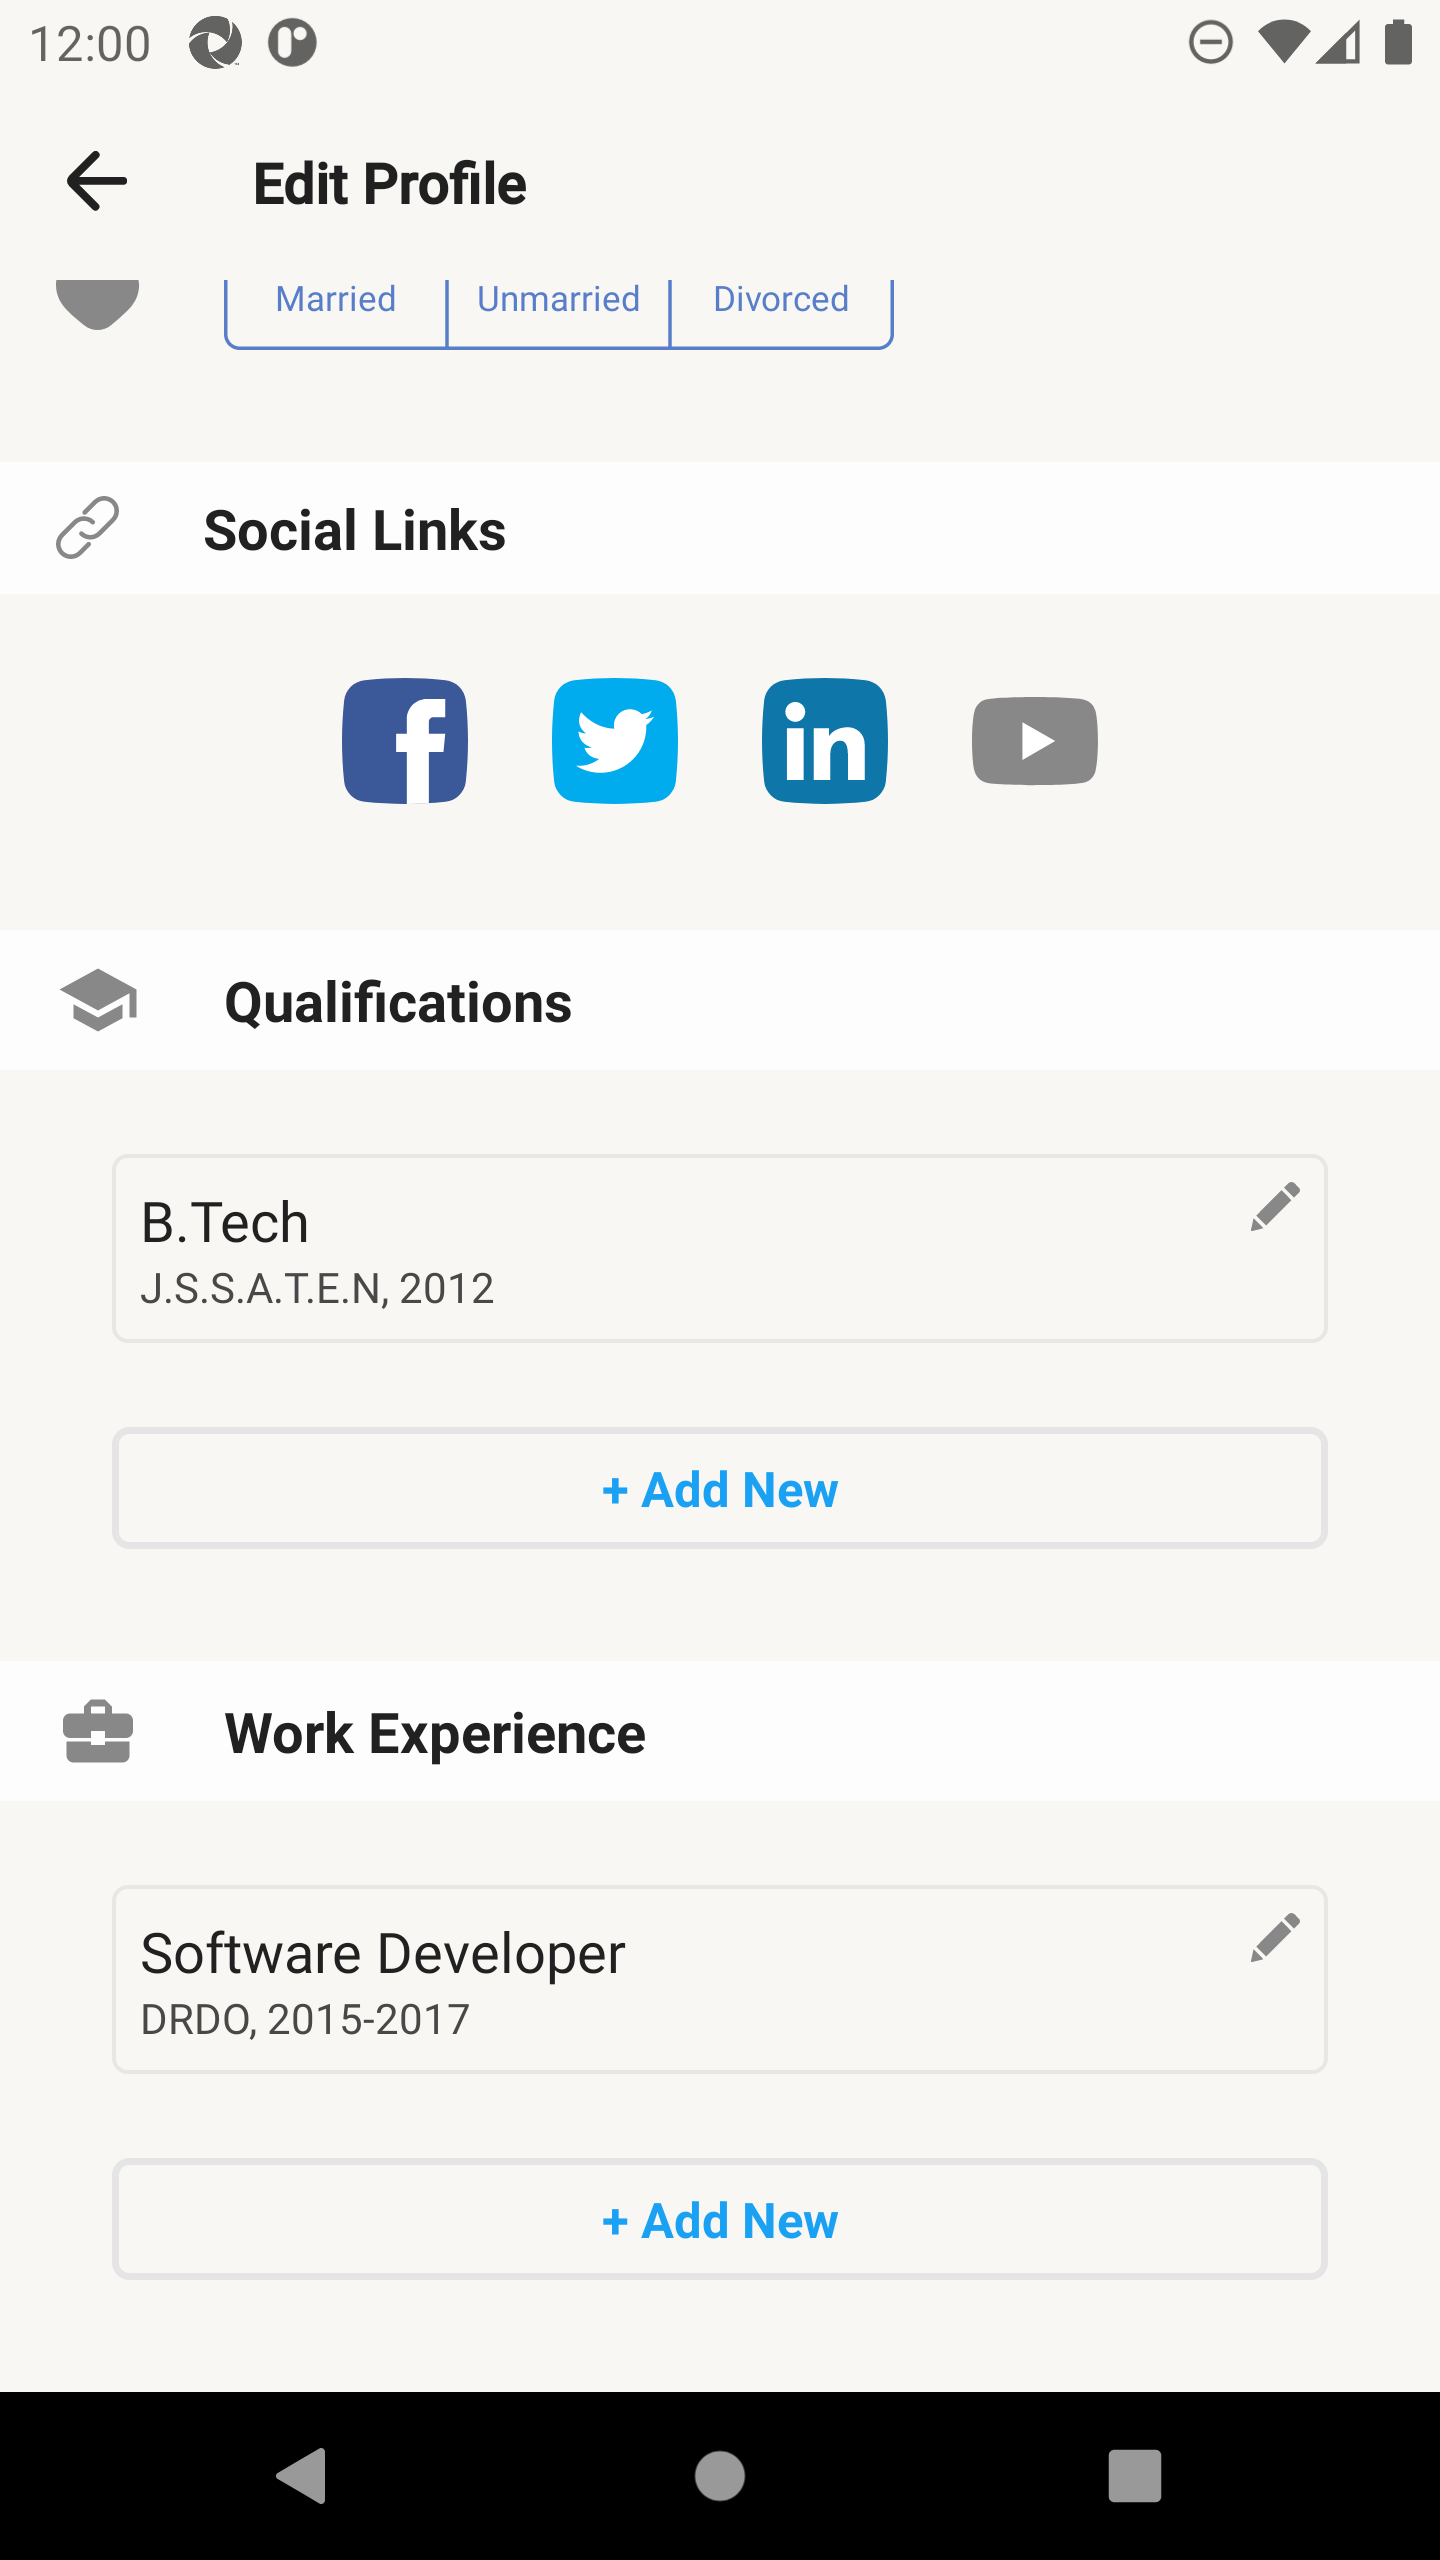 12:00
Edit Profile
Married Unmarried Divorced
Social Links
Qualifications
B.Tech
J.S.S.A.T.E.N, 2012
+ Add New
Work Experience
Software Developer
DRDO, 2015-2017
+ Add New